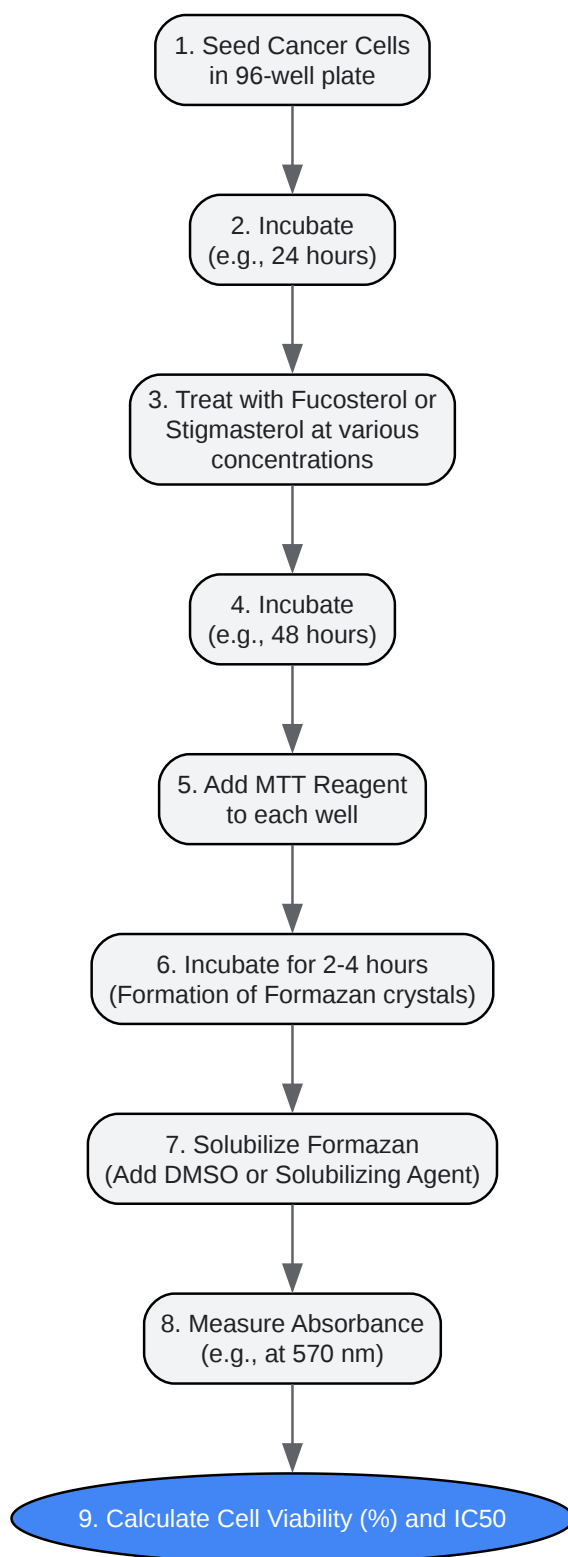 1. Seed Cancer Cells
in 96-well plate
2. Incubate
(e.g., 24 hours)
3. Treat with Fucosterol or
Stigmasterol at various
concentrations
4. Incubate
(e.g., 48 hours)
5. Add MTT Reagent
to each well
6. Incubate for 2-4 hours
(Formation of Formazan crystals)
7. Solubilize Formazan
(Add DMSO or Solubilizing Agent)
8. Measure Absorbance
(e.g., at 570 nm)
9. Calculate Cell Viability (%) and IC50